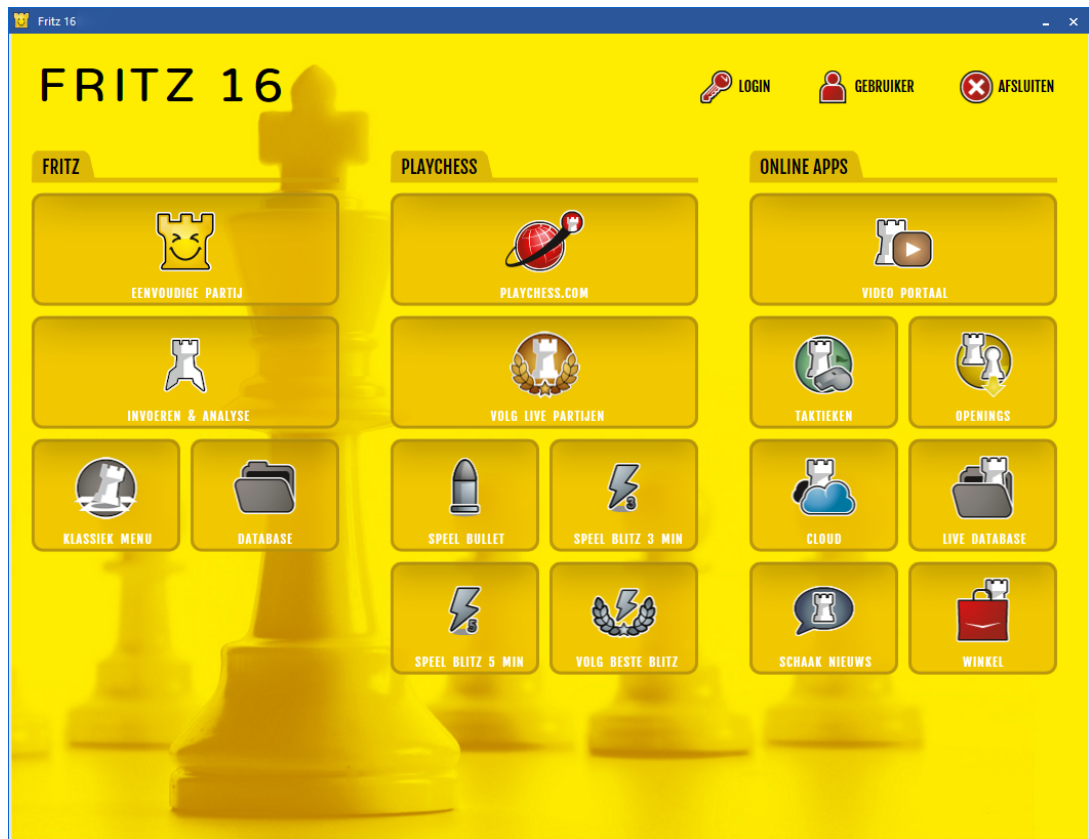 Fritz 16
FRITZ 16
LOGIN
GEBRUIKER
AFSLUITEN
FRITZ
EENVOUDIGE PARTIJ
INVOEREN & ANALYSE
KLASSIEK MENU
DATABASE
PLAYCHESS
PLAYCHESS.COM
VOLG LIVE PARTIJEN
SPEEL BULLET
3
SPEEL BLITZ 3 MIN
5
SPEEL BLITZ 5 MIN
VOLG BESTE BLITZ
ONLINE APPS
VIDEO PORTAAL
TAKTIEKEN
OPENINGS
CLOUD
LIVE DATABASE
SCHAAK NIEUWS
WINKEL